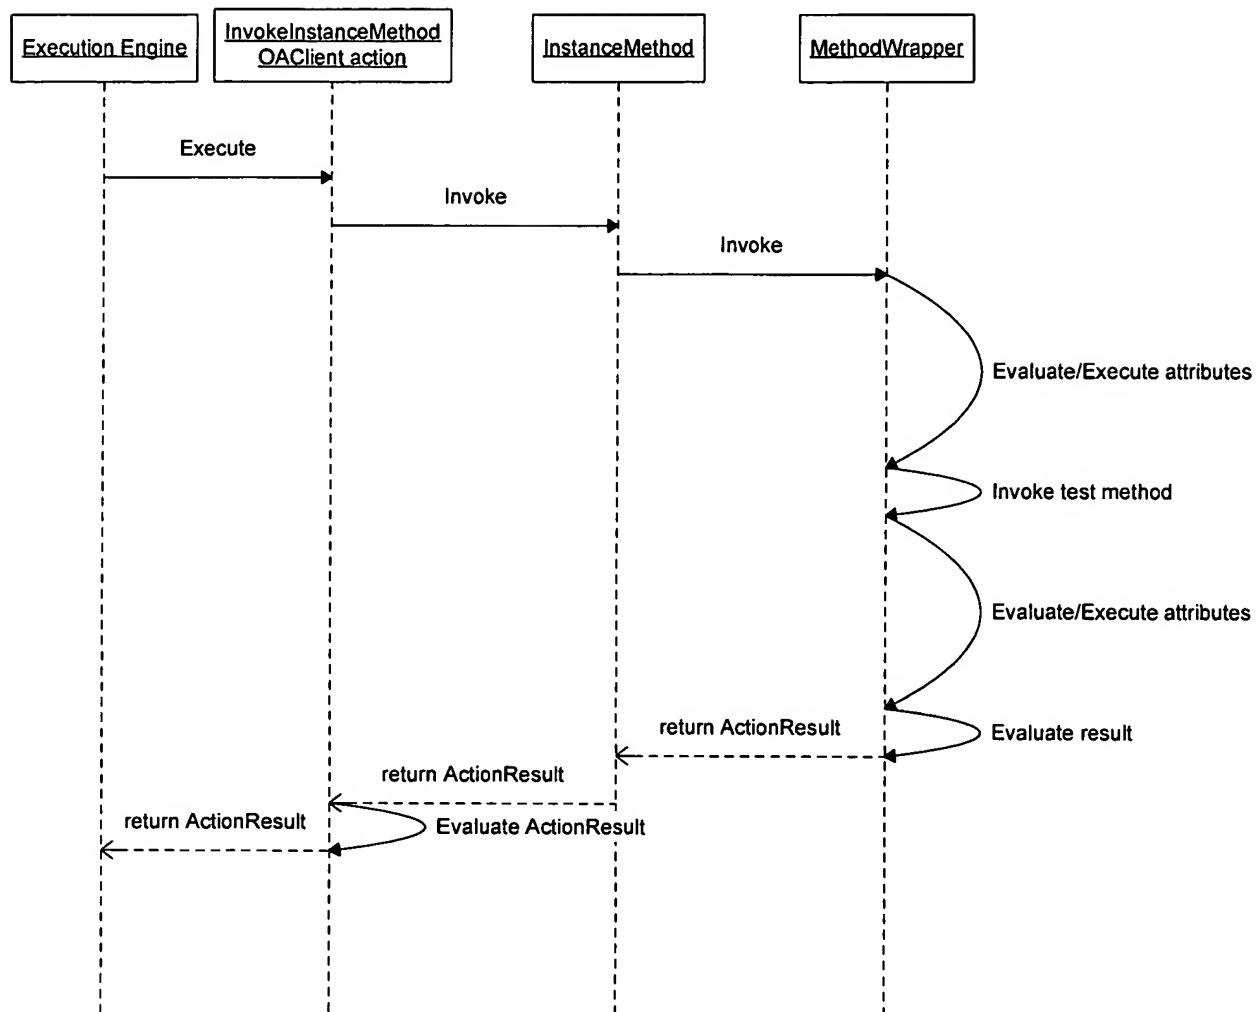 Execution Engine
InvokeInstanceMethod
OAClient action
InstanceMethod
MethodWrapper
Execute
Invoke
Invoke
Evaluate/Execute attributes
Invoke test method
Evaluate/Execute attributes
return ActionResult
Evaluate result
return ActionResult
return ActionResult
Evaluate ActionResult